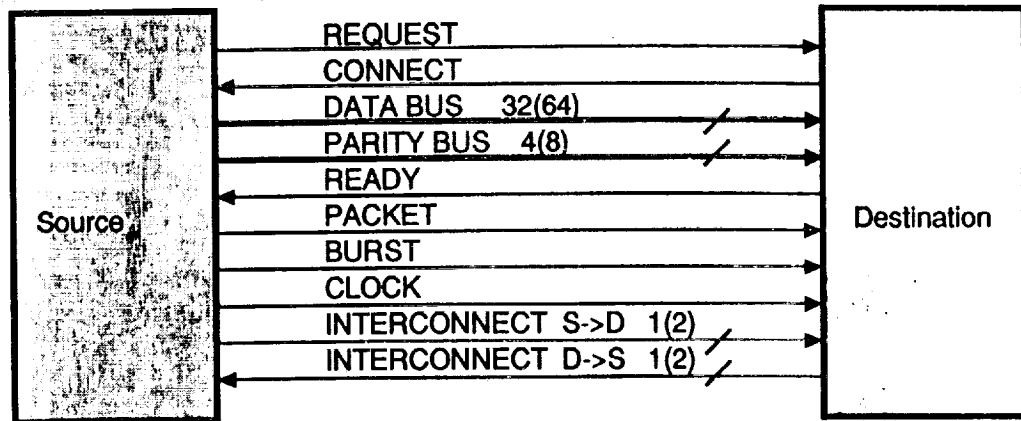 REQUEST
CONNECT
DATA BUS 32(64)
PARITY BUS 4(8)
READY
Source
PACKET
Destination
BURST
CLOCK
INTERCONNECT S->D 1(2)
INTERCONNECT D->S 1(2)